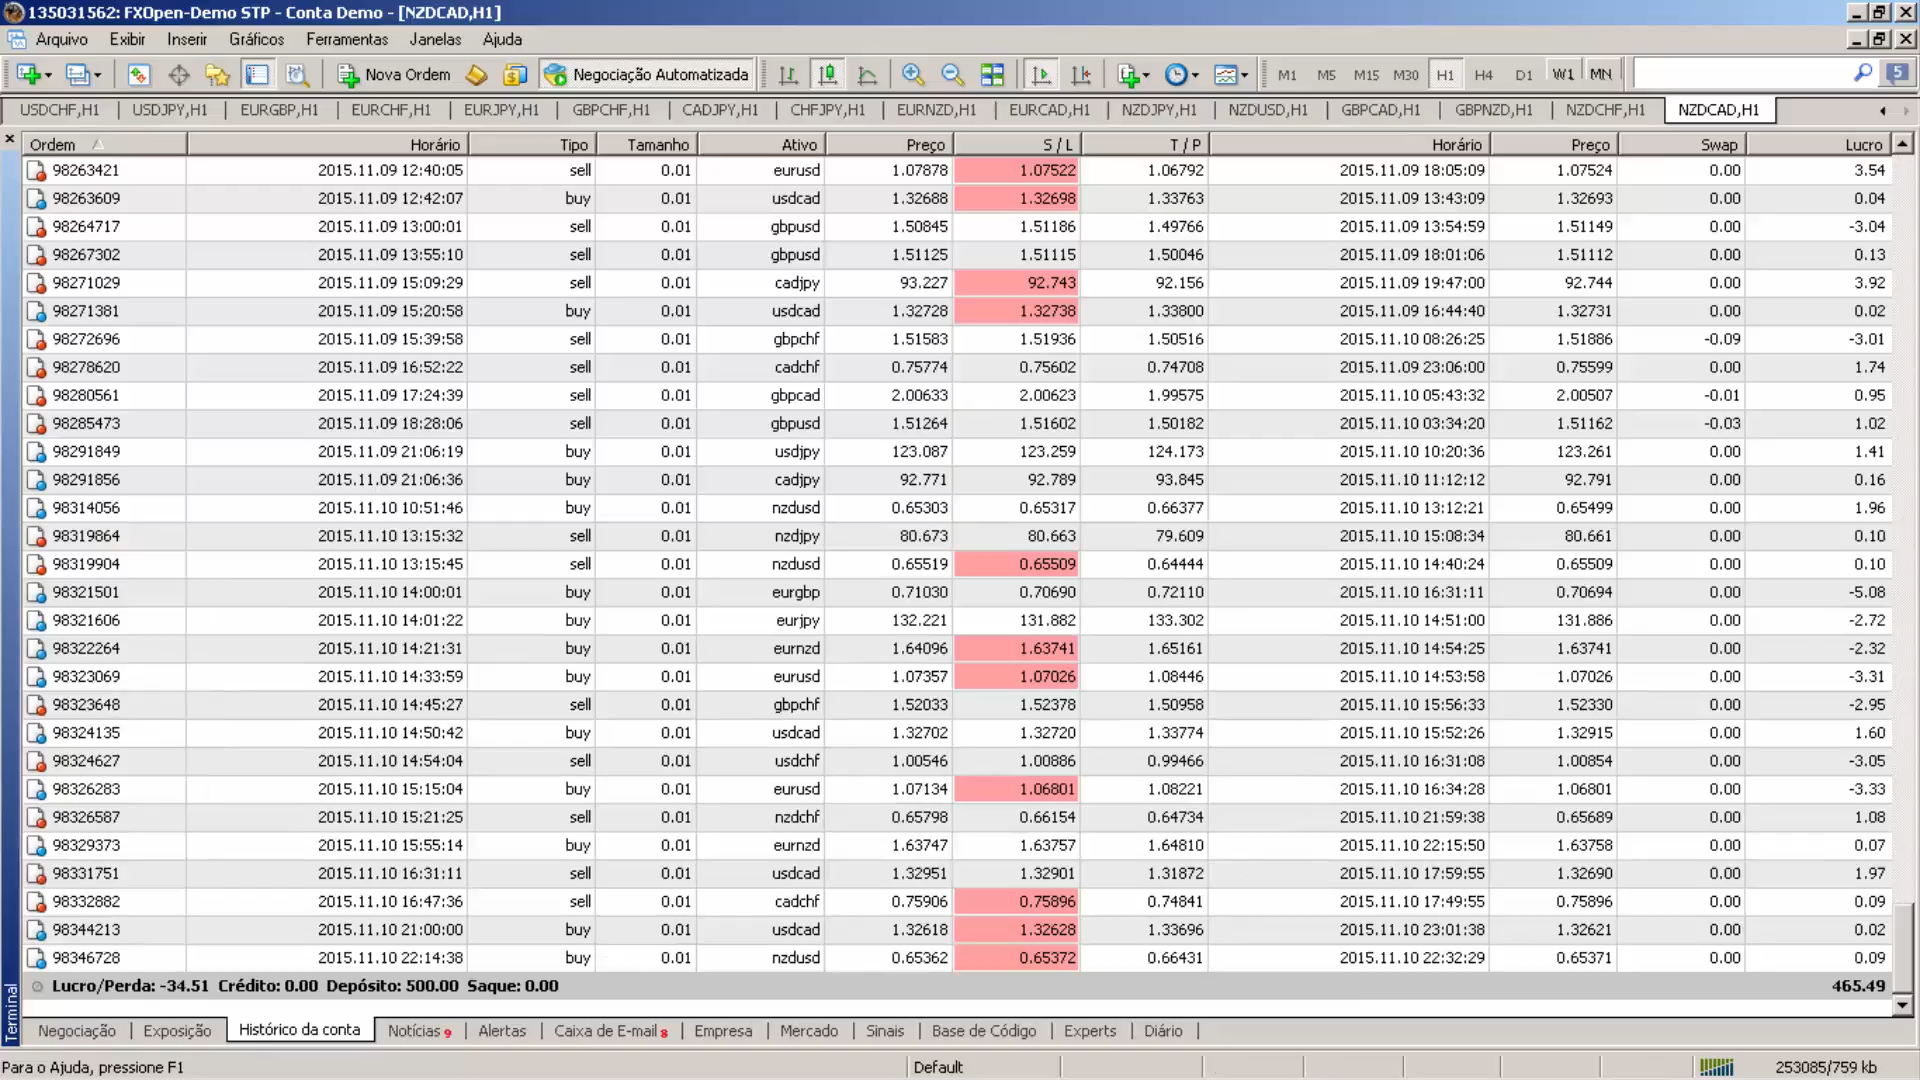 135031562: FXOpen-Demo STP - Conta Demo - [NZDCAD,H1]
Arquivo Exibir Inserir Gráficos Ferramentas Janelas Ajuda
Nova Ordem Negociação Automatizada M1 M5 M15 M30 H1 H4 D1 W1 MN 5
USDCHF,H1 USDJPY,H1 EURGBP,H1 EURCHF,H1 EURJPY,H1 GBPCHF,H1 CADJPY,H1 CHFJPY,H1 EURNZD,H1 EURCAD,H1 NZDJPY,H1 NZDUSD,H1 GBPCAD,H1 GBPNZD,H1 NZDCHF,H1 NZDCAD,H1
Ordem Horário Tipo Tamanho Ativo Preço S / L T / P Horário Preço Swap Lucro
98263421 2015.11.09 12:40:05 sell 0.01 eurusd 1.07878 1.07522 1.06792 2015.11.09 18:05:09 1.07524 0.00 3.54
98263609 2015.11.09 12:42:07 buy 0.01 usdcad 1.32688 1.32698 1.33763 2015.11.09 13:43:09 1.32693 0.00 0.04
98264717 2015.11.09 13:00:01 sell 0.01 gbpusd 1.50845 1.51186 1.49766 2015.11.09 13:54:59 1.51149 0.00 -3.04
98267302 2015.11.09 13:55:10 sell 0.01 gbpusd 1.51125 1.51115 1.50046 2015.11.09 18:01:06 1.51112 0.00 0.13
98271029 2015.11.09 15:09:29 sell 0.01 cadjpy 93.227 92.743 92.156 2015.11.09 19:47:00 92.744 0.00 3.92
98271381 2015.11.09 15:20:58 buy 0.01 usdcad 1.32728 1.32738 1.33800 2015.11.09 16:44:40 1.32731 0.00 0.02
98272696 2015.11.09 15:39:58 sell 0.01 gbpchf 1.51583 1.51936 1.50516 2015.11.10 08:26:25 1.51886 -0.09 -3.01
98278620 2015.11.09 16:52:22 sell 0.01 cadchf 0.75774 0.75602 0.74708 2015.11.09 23:06:00 0.75599 0.00 1.74
98280561 2015.11.09 17:24:39 sell 0.01 gbpcad 2.00633 2.00623 1.99575 2015.11.10 05:43:32 2.00507 -0.01 0.95
98285473 2015.11.09 18:28:06 sell 0.01 gbpusd 1.51264 1.51602 1.50182 2015.11.10 03:34:20 1.51162 -0.03 1.02
98291849 2015.11.09 21:06:19 buy 0.01 usdjpy 123.087 123.259 124.173 2015.11.10 10:20:36 123.261 0.00 1.41
98291856 2015.11.09 21:06:36 buy 0.01 cadjpy 92.771 92.789 93.845 2015.11.10 11:12:12 92.791 0.00 0.16
98314056 2015.11.10 10:51:46 buy 0.01 nzdusd 0.65303 0.65317 0.66377 2015.11.10 13:12:21 0.65499 0.00 1.96
98319864 2015.11.10 13:15:32 sell 0.01 nzdjpy 80.673 80.663 79.609 2015.11.10 15:08:34 80.661 0.00 0.10
98319904 2015.11.10 13:15:45 sell 0.01 nzdusd 0.65519 0.65509 0.64444 2015.11.10 14:40:24 0.65509 0.00 0.10
98321501 2015.11.10 14:00:01 buy 0.01 eurgbp 0.71030 0.70690 0.72110 2015.11.10 16:31:11 0.70694 0.00 -5.08
98321606 2015.11.10 14:01:22 buy 0.01 eurjpy 132.221 131.882 133.302 2015.11.10 14:51:00 131.886 0.00 -2.72
98322264 2015.11.10 14:21:31 buy 0.01 eurnzd 1.64096 1.63741 1.65161 2015.11.10 14:54:25 1.63741 0.00 -2.32
98323069 2015.11.10 14:33:59 buy 0.01 eurusd 1.07357 1.07026 1.08446 2015.11.10 14:53:58 1.07026 0.00 -3.31
98323648 2015.11.10 14:45:27 sell 0.01 gbpchf 1.52033 1.52378 1.50958 2015.11.10 15:56:33 1.52330 0.00 -2.95
98324135 2015.11.10 14:50:42 buy 0.01 usdcad 1.32702 1.32720 1.33774 2015.11.10 15:52:26 1.32915 0.00 1.60
98324627 2015.11.10 14:54:04 sell 0.01 usdchf 1.00546 1.00886 0.99466 2015.11.10 16:31:08 1.00854 0.00 -3.05
98326283 2015.11.10 15:15:04 buy 0.01 eurusd 1.07134 1.06801 1.08221 2015.11.10 16:34:28 1.06801 0.00 -3.33
98326587 2015.11.10 15:21:25 sell 0.01 nzdchf 0.65798 0.66154 0.64734 2015.11.10 21:59:38 0.65689 0.00 1.08
98329373 2015.11.10 15:55:14 buy 0.01 eurnzd 1.63747 1.63757 1.64810 2015.11.10 22:15:50 1.63758 0.00 0.07
98331751 2015.11.10 16:31:11 sell 0.01 usdcad 1.32951 1.32901 1.31872 2015.11.10 17:59:55 1.32690 0.00 1.97
98332882 2015.11.10 16:47:36 sell 0.01 cadchf 0.75906 0.75896 0.74841 2015.11.10 17:49:55 0.75896 0.00 0.09
98344213 2015.11.10 21:00:00 buy 0.01 usdcad 1.32618 1.32628 1.33696 2015.11.10 23:01:38 1.32621 0.00 0.02
98346728 2015.11.10 22:14:38 buy 0.01 nzdusd 0.65362 0.65372 0.66431 2015.11.10 22:32:29 0.65371 0.00 0.09
Lucro/Perda: -34.51 Crédito: 0.00 Depósito: 500.00 Saque: 0.00 465.49
Terminal
Negociação Exposição Histórico da conta Notícias 9 Alertas Caixa de E-mail 8 Empresa Mercado Sinais Base de Código Experts Diário
Para o Ajuda, pressione F1 Default 253085/759 kb